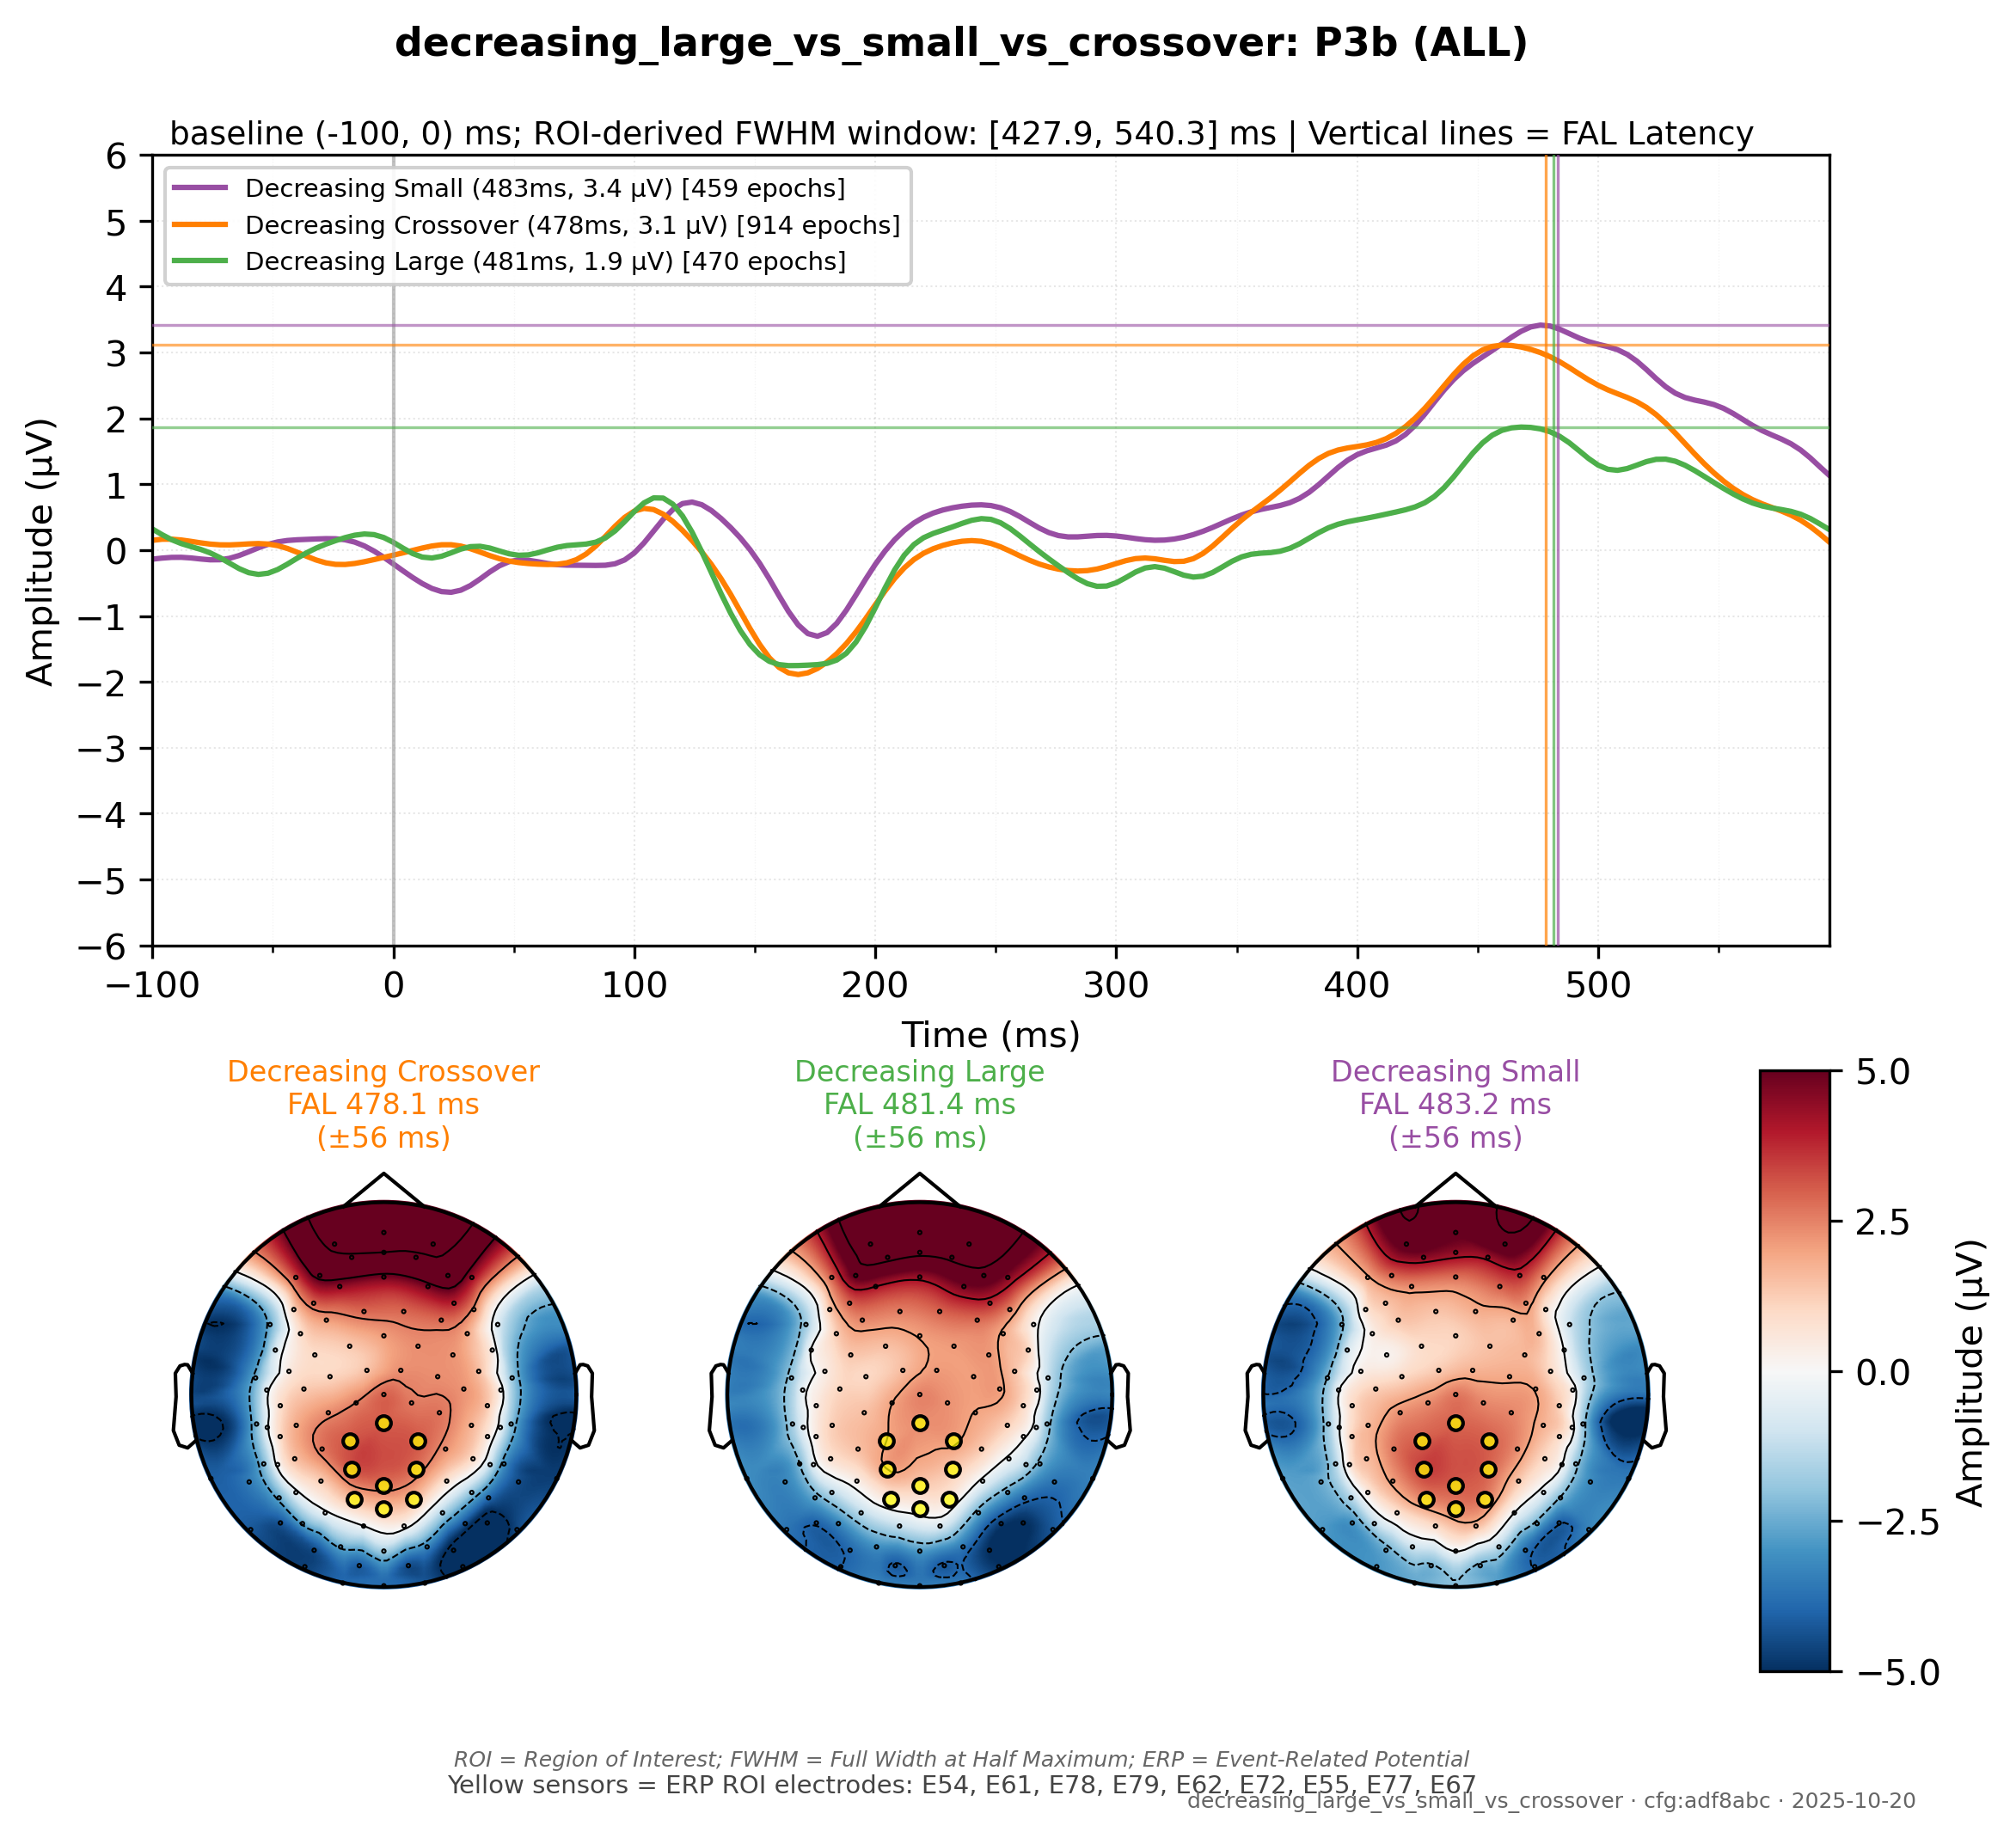 decreasing_large_vs_small_vs_crossover: P3b (ALL)
baseline (-100, 0) ms; ROI-derived FWHM window: [427.9, 540.3] ms | Vertical lines = FAL Latency
Decreasing Small (483ms, 3.4 µV) [459 epochs]
Decreasing Crossover (478ms, 3.1 µV) [914 epochs]
Decreasing Large (481ms, 1.9 µV) [470 epochs]
Amplitude (µV)
6
5
4
3
2
1
0
−1
−2
−3
−4
−5
−6
−100 0 100 200 300 400 500
Time (ms)
Decreasing Crossover
FAL 478.1 ms
(±56 ms)
Decreasing Large
FAL 481.4 ms
(±56 ms)
Decreasing Small
FAL 483.2 ms
(±56 ms)
5.0
2.5
0.0
−2.5
−5.0
Amplitude (µV)
ROI = Region of Interest; FWHM = Full Width at Half Maximum; ERP = Event-Related Potential
Yellow sensors = ERP ROI electrodes: E54, E61, E78, E79, E62, E72, E55, E77, E67
decreasing_large_vs_small_vs_crossover · cfg:adf8abc · 2025-10-20